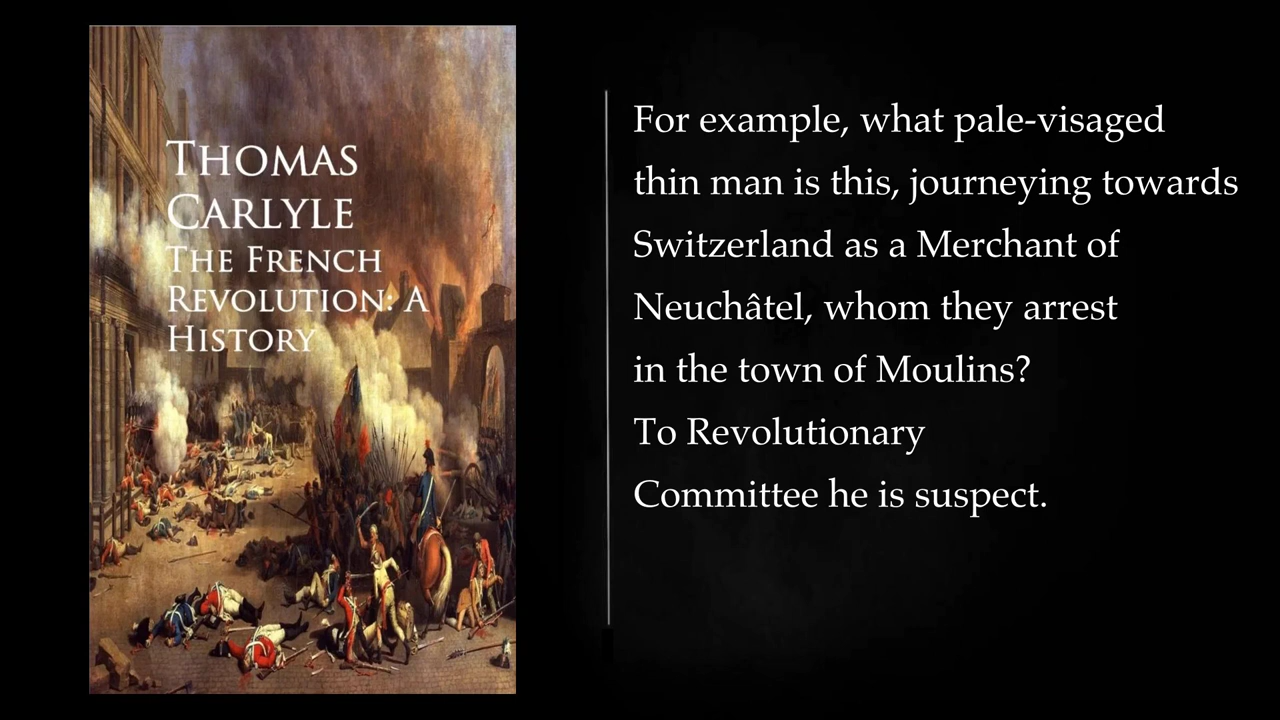 THOMAS
CARLYLE
THE FRENCH
REVOLUTION: A
HISTORY
For example, what pale-visaged
thin man is this, journeying towards
Switzerland as a Merchant of
Neuchâtel, whom they arrest
in the town of Moulins?
To Revolutionary
Committee he is suspect.